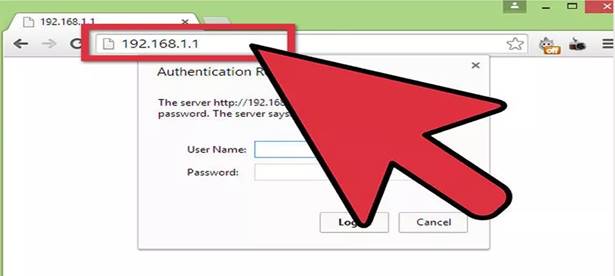 192.168.1.1
192.168.1.1
off
Authentication
The server http://192.168
password. The server says
User Name:
Password:
Cancel